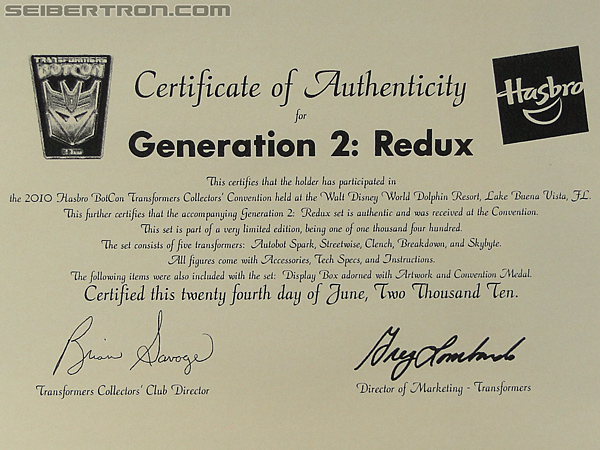 SEIBERTRON.COM
TRANSFORMERS
BOTCON
Hasbro
Certificate of Authenticity
for
Generation 2: Redux
This certifies that the holder has participated in
the 2010 Hasbro BotCon Transformers Collectors' Convention held at the Walt Disney World Dolphin Resort, Lake Buena Vista, FL.
This further certifies that the accompanying Generation 2: Redux set is authentic and was received at the Convention.
This set is part of a very limited edition, being one of one thousand four hundred.
The set consists of five transformers: Autobot Spark, Streetwise, Clench, Breakdown, and Skybyte.
All figures come with Accessories, Tech Specs, and Instructions.
The following items were also included with the set: Display Box adorned with Artwork and Convention Medal.
Certified this twenty fourth day of June, Two Thousand Ten.
Brian Savage
Greg Lombardo
Transformers Collectors' Club Director
Director of Marketing - Transformers